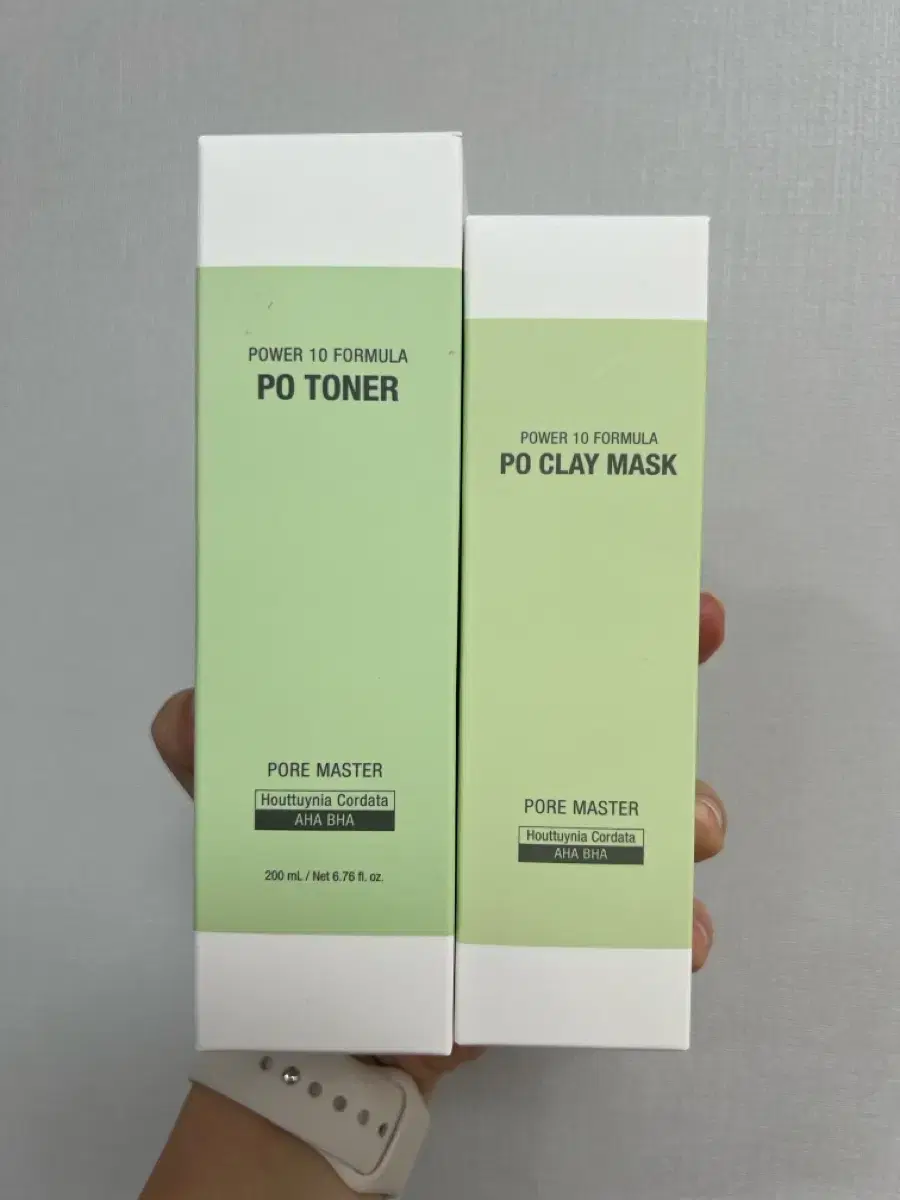 POWER 10 FORMULA
PO TONER
PORE MASTER
Houttuynia Cordata
AHA BHA
200 mL / Net 6.76 fl. oz.
POWER 10 FORMULA
PO CLAY MASK
PORE MASTER
Houttuynia Cordata
AHA BHA